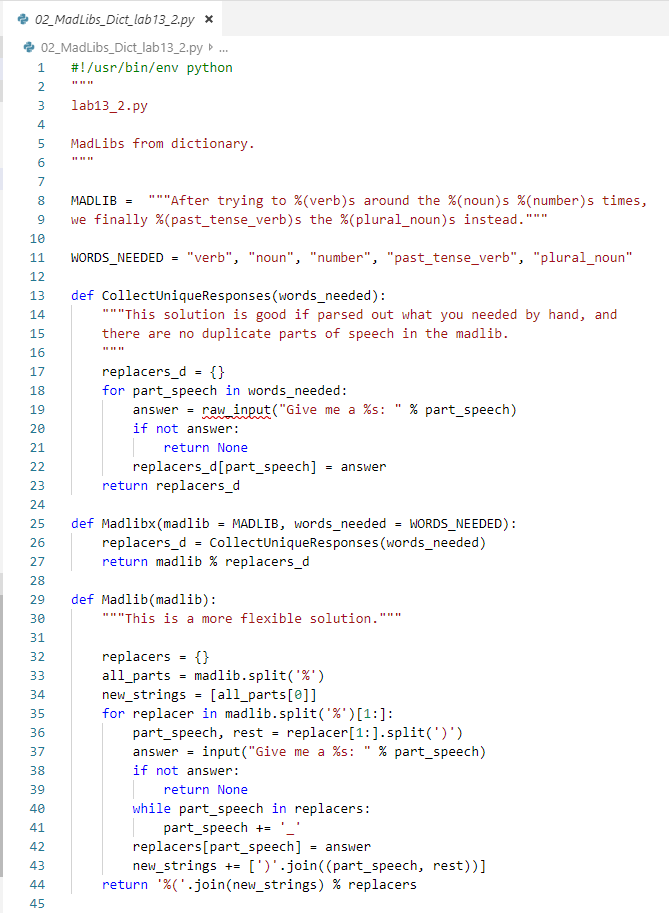 02_MadLibs_Dict_lab13_2.py ×
02_MadLibs_Dict_lab13_2.py ▸ ...
1 #!/usr/bin/env python
2 """
3 lab13_2.py
4
5 MadLibs from dictionary.
6 """
7
8 MADLIB =  """After trying to %(verb)s around the %(noun)s %(number)s times,
9 we finally %(past_tense_verb)s the %(plural_noun)s instead."""
10
11 WORDS_NEEDED = "verb", "noun", "number", "past_tense_verb", "plural_noun"
12
13 def CollectUniqueResponses(words_needed):
14     """This solution is good if parsed out what you needed by hand, and
15     there are no duplicate parts of speech in the madlib.
16     """
17     replacers_d = {}
18     for part_speech in words_needed:
19         answer = raw_input("Give me a %s: " % part_speech)
20         if not answer:
21             return None
22         replacers_d[part_speech] = answer
23     return replacers_d
24
25 def Madlibx(madlib = MADLIB, words_needed = WORDS_NEEDED):
26     replacers_d = CollectUniqueResponses(words_needed)
27     return madlib % replacers_d
28
29 def Madlib(madlib):
30     """This is a more flexible solution."""
31
32     replacers = {}
33     all_parts = madlib.split('%')
34     new_strings = [all_parts[0]]
35     for replacer in madlib.split('%')[1:]:
36         part_speech, rest = replacer[1:].split(')')
37         answer = input("Give me a %s: " % part_speech)
38         if not answer:
39             return None
40         while part_speech in replacers:
41             part_speech += '_'
42         replacers[part_speech] = answer
43         new_strings += [')'.join((part_speech, rest))]
44     return '%('.join(new_strings) % replacers
45